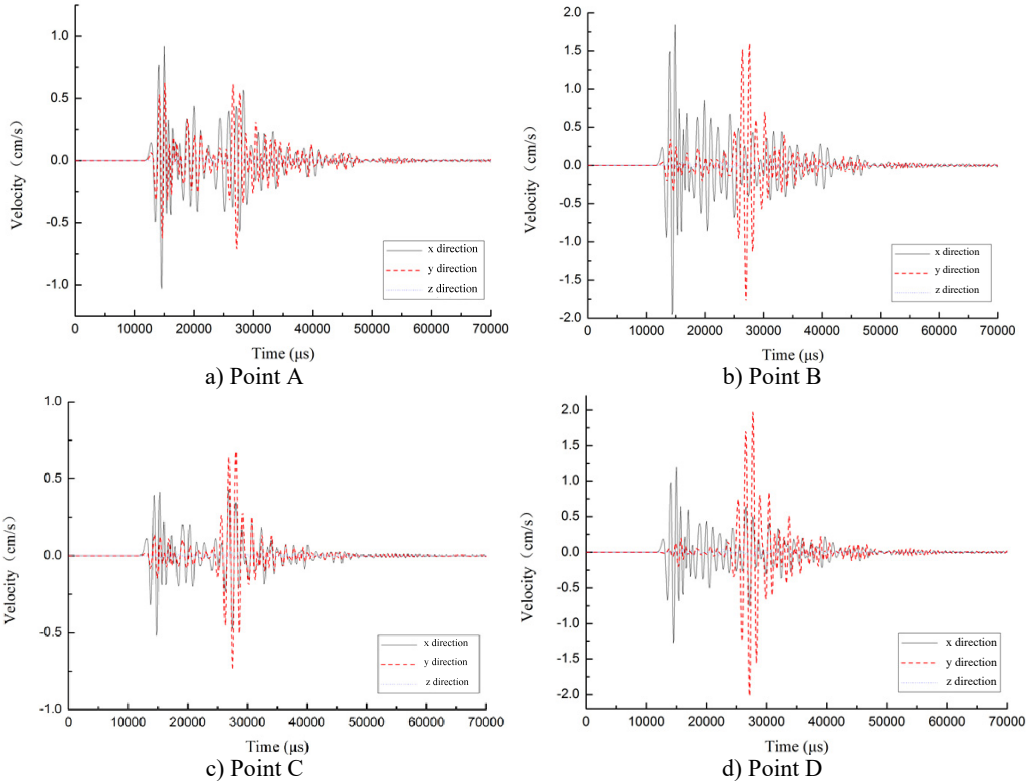 1.0
0.5
0.0
-0.5
-1.0
Velocity (cm/s)
x direction
y direction
z direction
0 10000 20000 30000 40000 50000 60000 70000
Time (μs)
a) Point A
2.0
1.5
1.0
0.5
0.0
-0.5
-1.0
-1.5
-2.0
Velocity (cm/s)
x direction
y direction
z direction
0 10000 20000 30000 40000 50000 60000 70000
Time (μs)
b) Point B
1.0
0.5
0.0
-0.5
-1.0
Velocity (cm/s)
x direction
y direction
z direction
0 10000 20000 30000 40000 50000 60000 70000
Time (μs)
c) Point C
2.0
1.5
1.0
0.5
0.0
-0.5
-1.0
-1.5
-2.0
Velocity (cm/s)
x direction
y direction
z direction
0 10000 20000 30000 40000 50000 60000 70000
Time (μs)
d) Point D